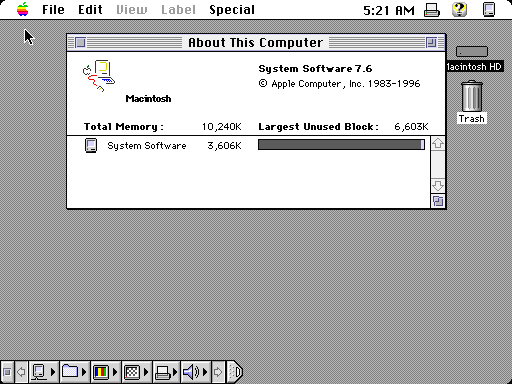 File Edit View Label Special 5:21 AM
About This Computer
System Software 7.6
© Apple Computer, Inc. 1983-1996
Macintosh
Macintosh HD
Trash
Total Memory: 10,240K Largest Unused Block: 6,603K
System Software 3,606K